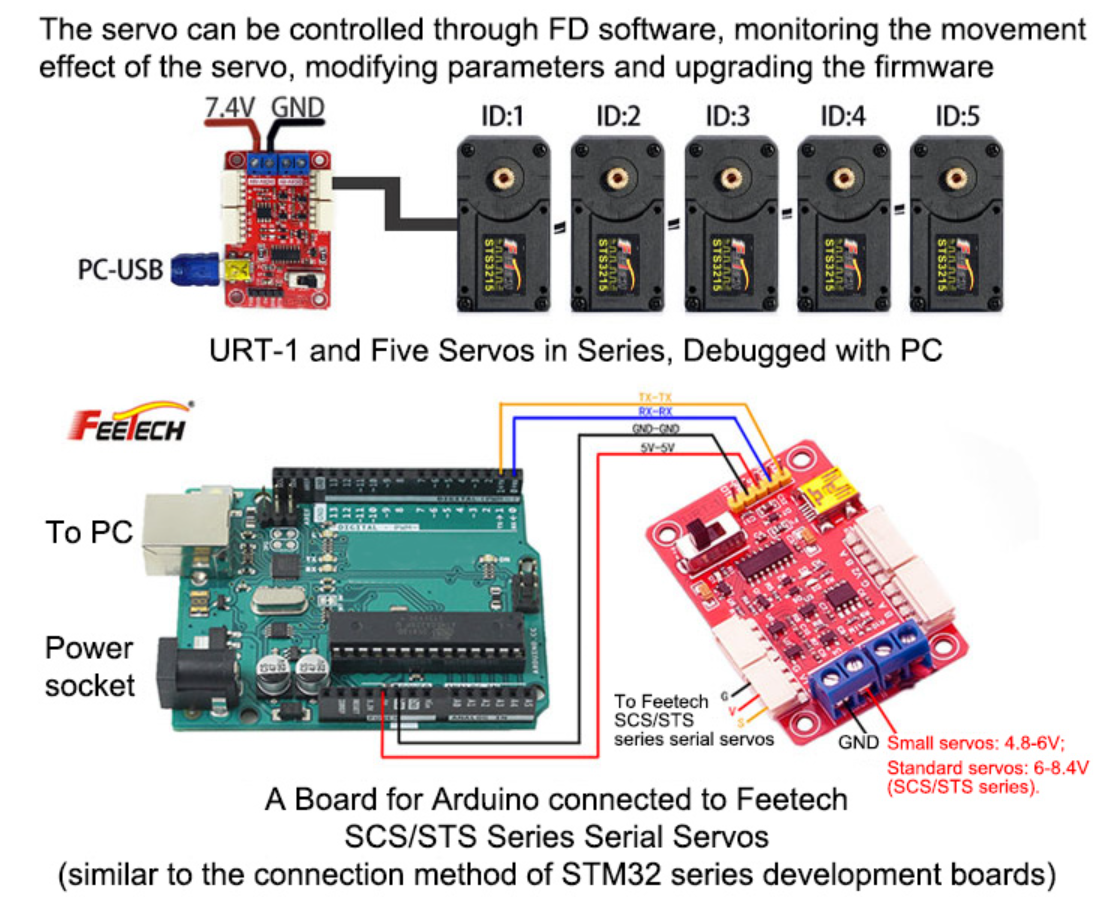 The servo can be controlled through FD software, monitoring the movement
effect of the servo, modifying parameters and upgrading the firmware
7.4V GND
ID:1 ID:2 ID:3 ID:4 ID:5
PC-USB
STS3215 STS3215 STS3215 STS3215 STS3215
URT-1 and Five Servos in Series, Debugged with PC
FEETECH
TX-TX
RX-RX
GND-GND
5V-5V
To PC
DIGITAL - PWM~
Power
socket
ANALOG IN
To Feetech
SCS/STS
series serial servos
G
V
S
GND
Small servos: 4.8-6V;
Standard servos: 6-8.4V
(SCS/STS series).
A Board for Arduino connected to Feetech
SCS/STS Series Serial Servos
(similar to the connection method of STM32 series development boards)